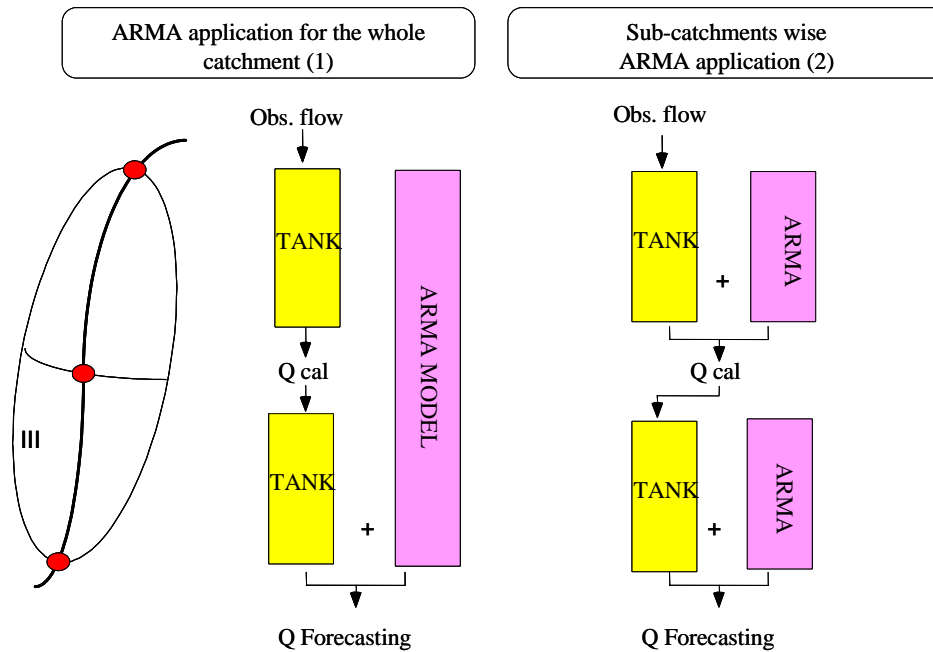 ARMA application for the whole
catchment (1)
Sub-catchments wise
ARMA application (2)
Obs. flow
TANK
Q cal
TANK
+
ARMA MODEL
Q Forecasting
III
Obs. flow
TANK
+
ARMA
Q cal
TANK
+
ARMA
Q Forecasting